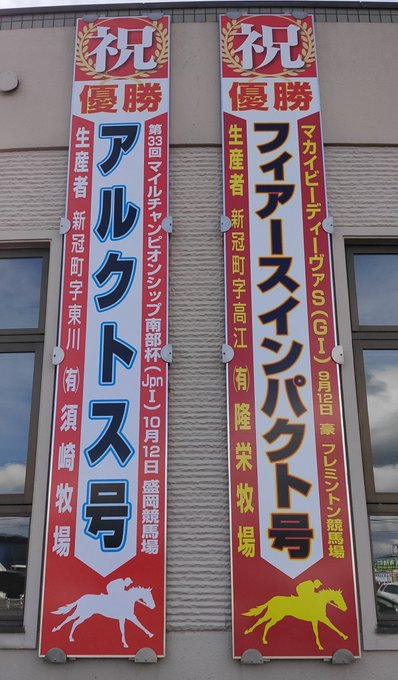 祝
優勝
第33回 マイルチャンピオンシップ南部杯(JpnⅠ) 10月12日 盛岡競馬場
アルクトス号
生産者 新冠町字東川 (有)須崎牧場
祝
優勝
マカイビーディーヴァS(GⅠ) 9月12日 豪 フレミントン競馬場
フィアースインパクト号
生産者 新冠町字高江 (有)隆栄牧場